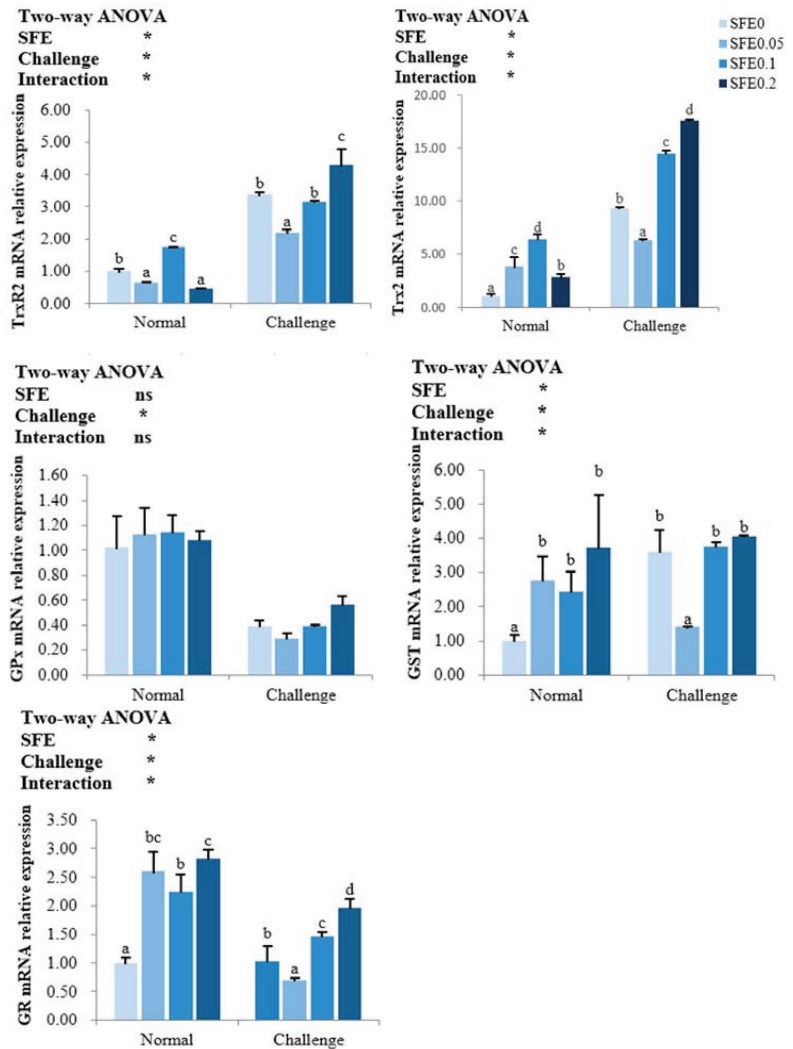 Two-way ANOVA
SFE *
Challenge *
Interaction *
TrxR2 mRNA relative expression
6.00
5.00
4.00
3.00
2.00
1.00
0.00
b a c a
b a b c
Normal Challenge
Two-way ANOVA
SFE *
Challenge *
Interaction *
SFE0
SFE0.05
SFE0.1
SFE0.2
Trx2 mRNA relative expression
20.00
15.00
10.00
5.00
0.00
a c d b
b a c d
Normal Challenge
Two-way ANOVA
SFE ns
Challenge *
Interaction ns
GPx mRNA relative expression
1.60
1.40
1.20
1.00
0.80
0.60
0.40
0.20
0.00
Normal Challenge
Two-way ANOVA
SFE *
Challenge *
Interaction *
GST mRNA relative expression
6.00
5.00
4.00
3.00
2.00
1.00
0.00
a b b b
b a b b
Normal Challenge
Two-way ANOVA
SFE *
Challenge *
Interaction *
GR mRNA relative expression
3.50
3.00
2.50
2.00
1.50
1.00
0.50
0.00
a bc b c
b a c d
Normal Challenge